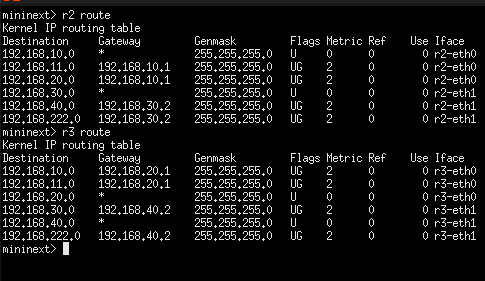 mininext> r2 route
Kernel IP routing table
Destination Gateway Genmask Flags Metric Ref Use Iface
192.168.10.0 * 255.255.255.0 U 0 0 0 r2-eth0
192.168.11.0 192.168.10.1 255.255.255.0 UG 2 0 0 r2-eth0
192.168.20.0 192.168.10.1 255.255.255.0 UG 2 0 0 r2-eth0
192.168.30.0 * 255.255.255.0 U 0 0 0 r2-eth1
192.168.40.0 192.168.30.2 255.255.255.0 UG 2 0 0 r2-eth1
192.168.222.0 192.168.30.2 255.255.255.0 UG 2 0 0 r2-eth1
mininext> r3 route
Kernel IP routing table
Destination Gateway Genmask Flags Metric Ref Use Iface
192.168.10.0 192.168.20.1 255.255.255.0 UG 2 0 0 r3-eth0
192.168.11.0 192.168.20.1 255.255.255.0 UG 2 0 0 r3-eth0
192.168.20.0 * 255.255.255.0 U 0 0 0 r3-eth0
192.168.30.0 192.168.40.2 255.255.255.0 UG 2 0 0 r3-eth1
192.168.40.0 * 255.255.255.0 U 0 0 0 r3-eth1
192.168.222.0 192.168.40.2 255.255.255.0 UG 2 0 0 r3-eth1
mininext>